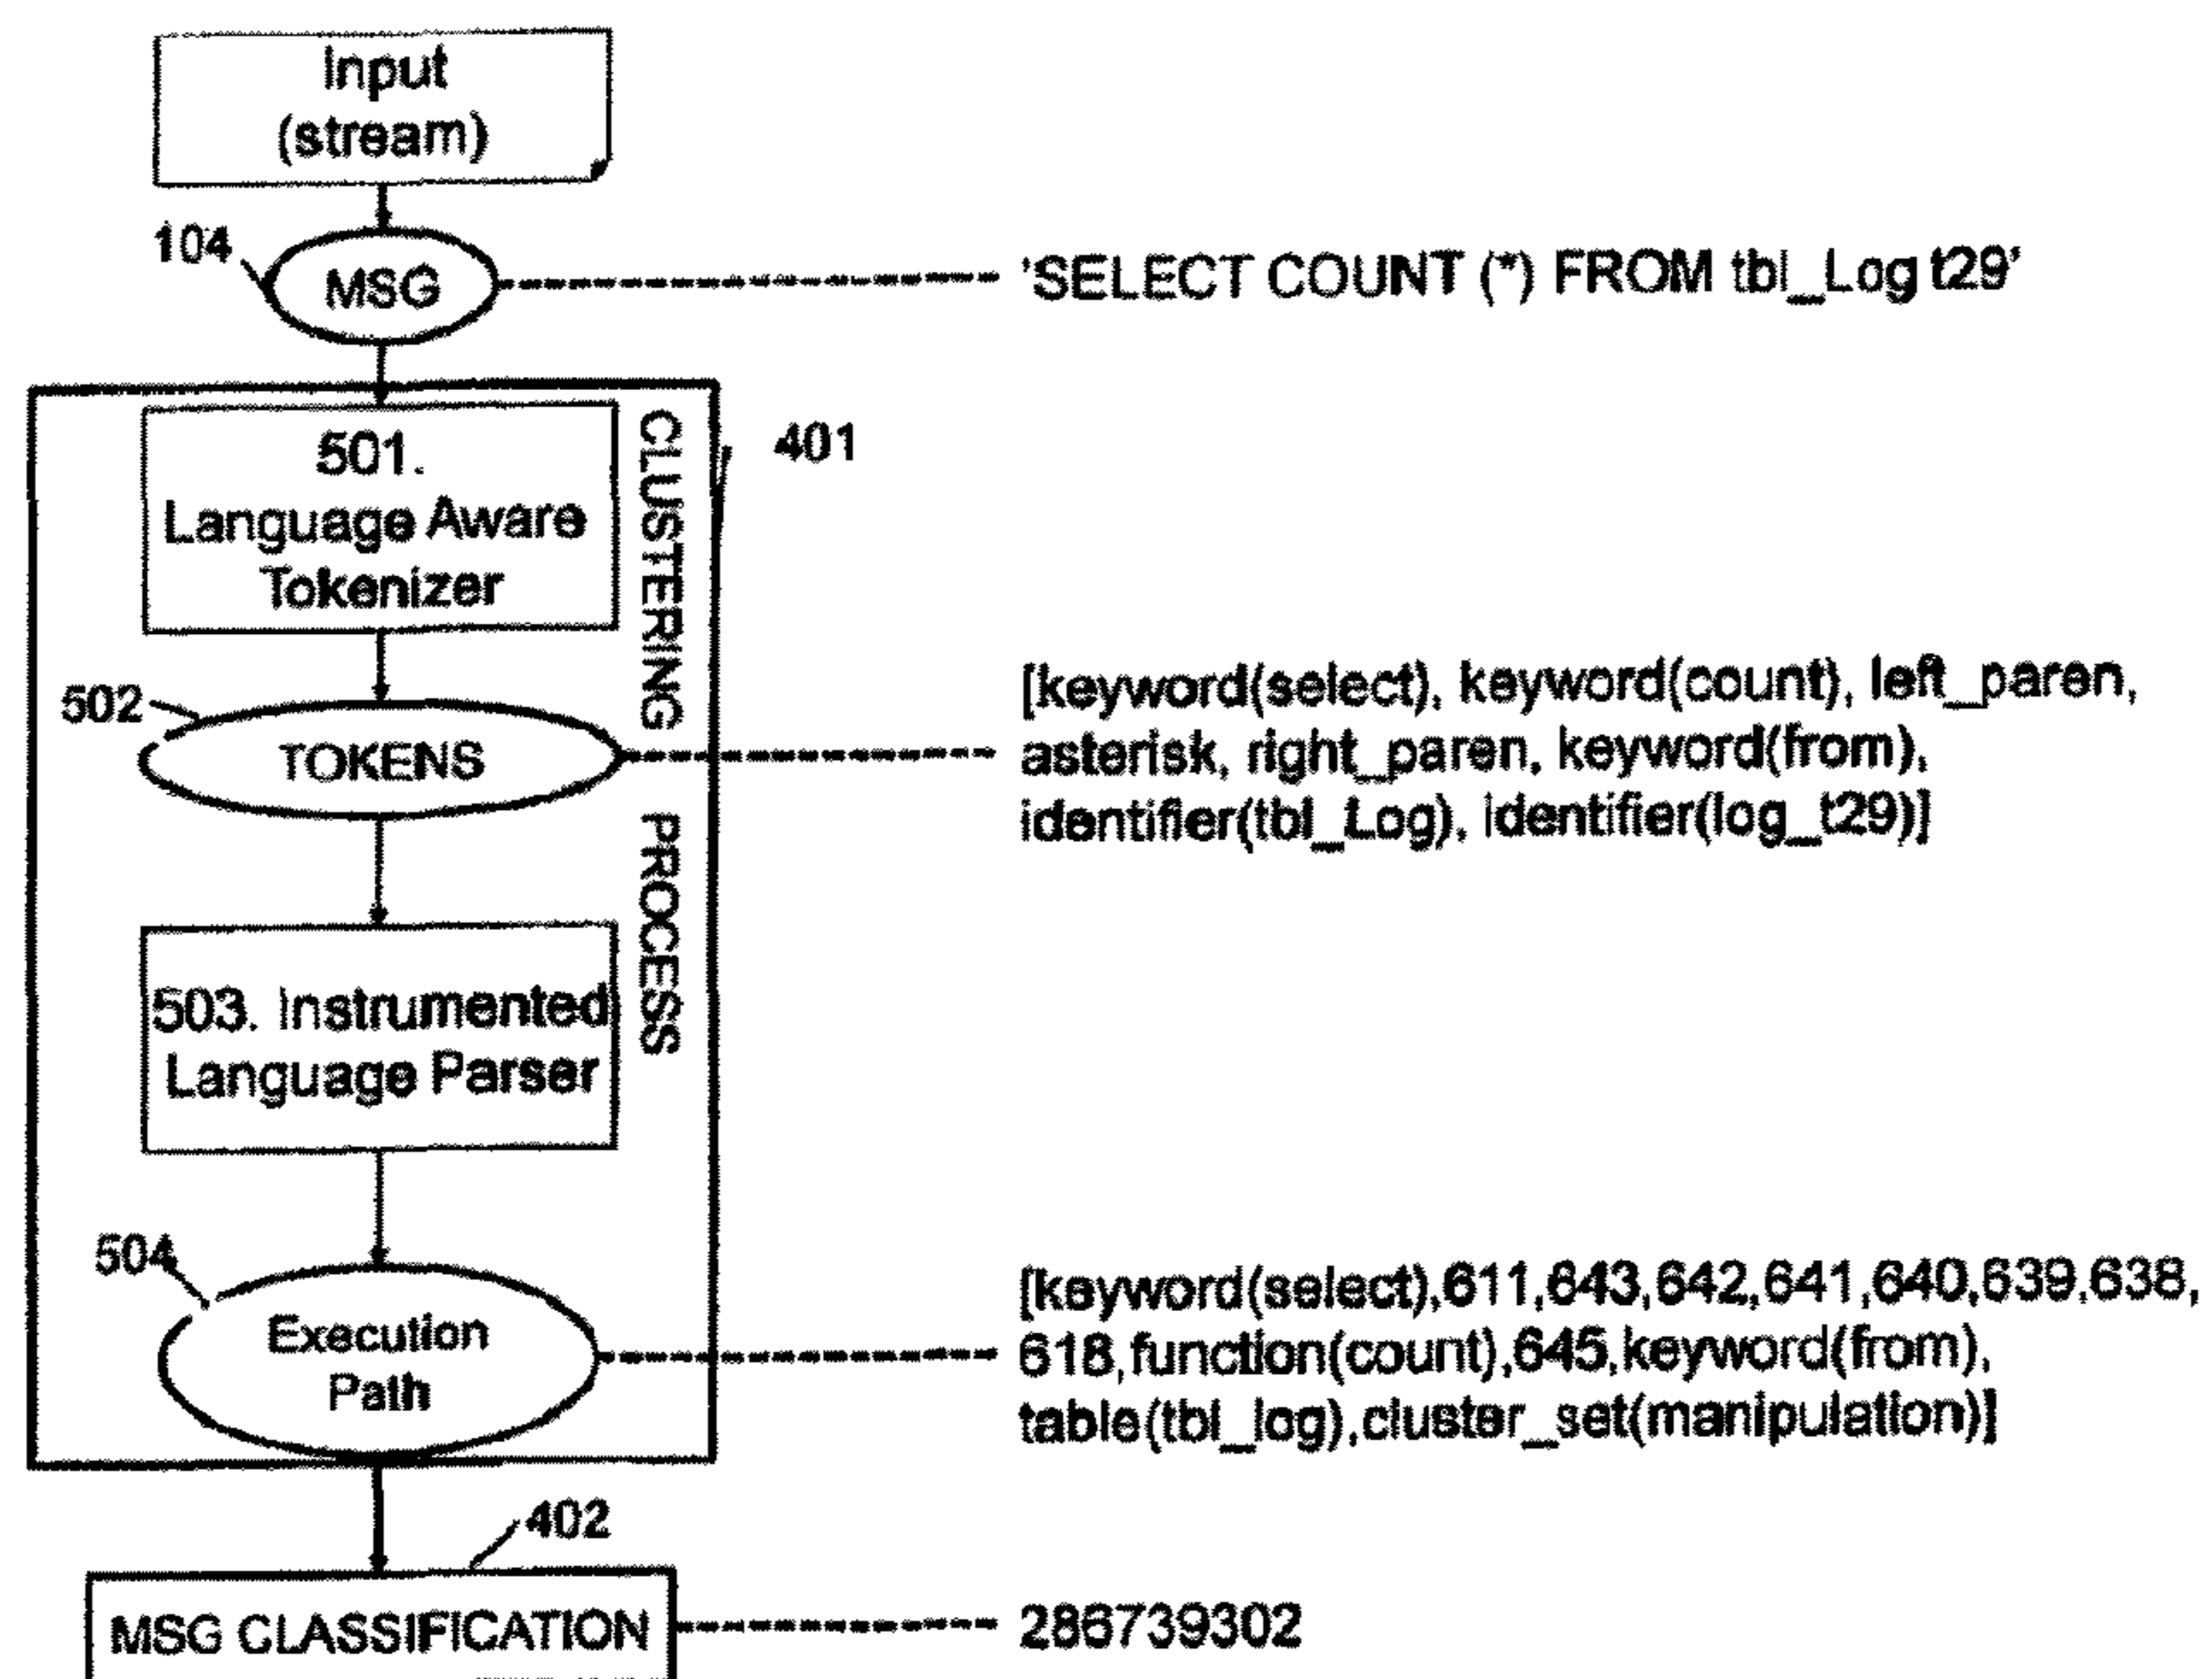 Input
(stream)
104
MSG
'SELECT COUNT (*) FROM tbl_Log t29'
501.
Language Aware
Tokenizer
CLUSTERING PROCESS
401
502
TOKENS
[keyword(select), keyword(count), left_paren,
asterisk, right_paren, keyword(from),
identifier(tbl_Log), identifier(log_t29)]
503. Instrumented
Language Parser
504
Execution
Path
[keyword(select),611,643,642,641,640,639.638,
618,function(count),645,keyword(from),
table(tbl_log),cluster_set(manipulation)]
402
MSG CLASSIFICATION
286739302